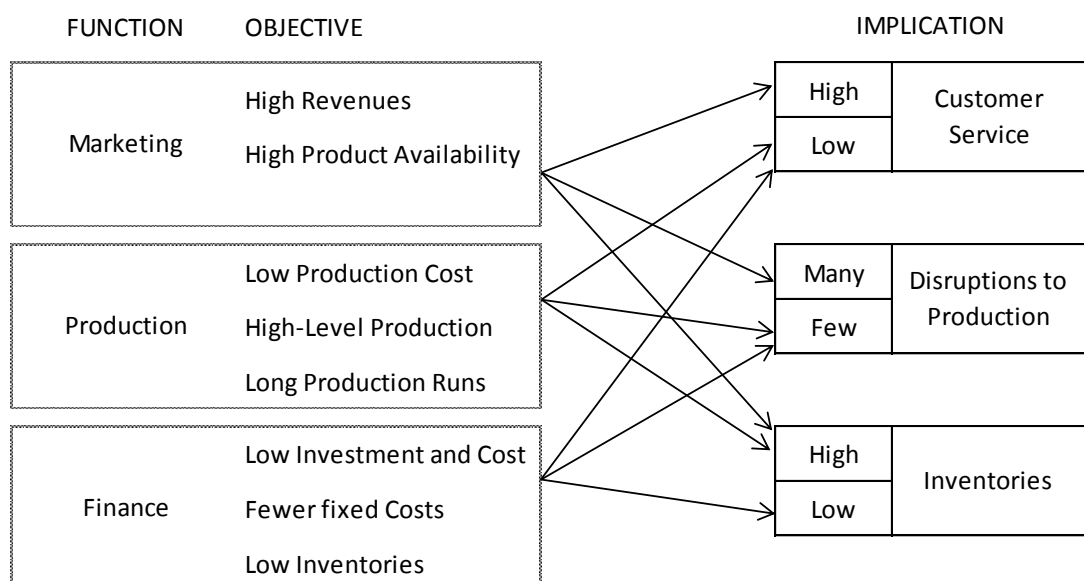 FUNCTION OBJECTIVE IMPLICATION
Marketing
High Revenues
High Product Availability
High
Low
Customer
Service
Production
Low Production Cost
High-Level Production
Long Production Runs
Many
Few
Disruptions to
Production
Finance
Low Investment and Cost
Fewer fixed Costs
Low Inventories
High
Low
Inventories